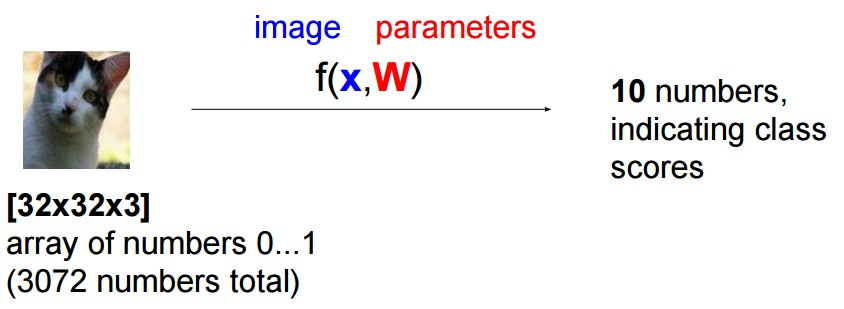 image parameters
f(x,W)
[32x32x3]
array of numbers 0...1
(3072 numbers total)
10 numbers,
indicating class
scores